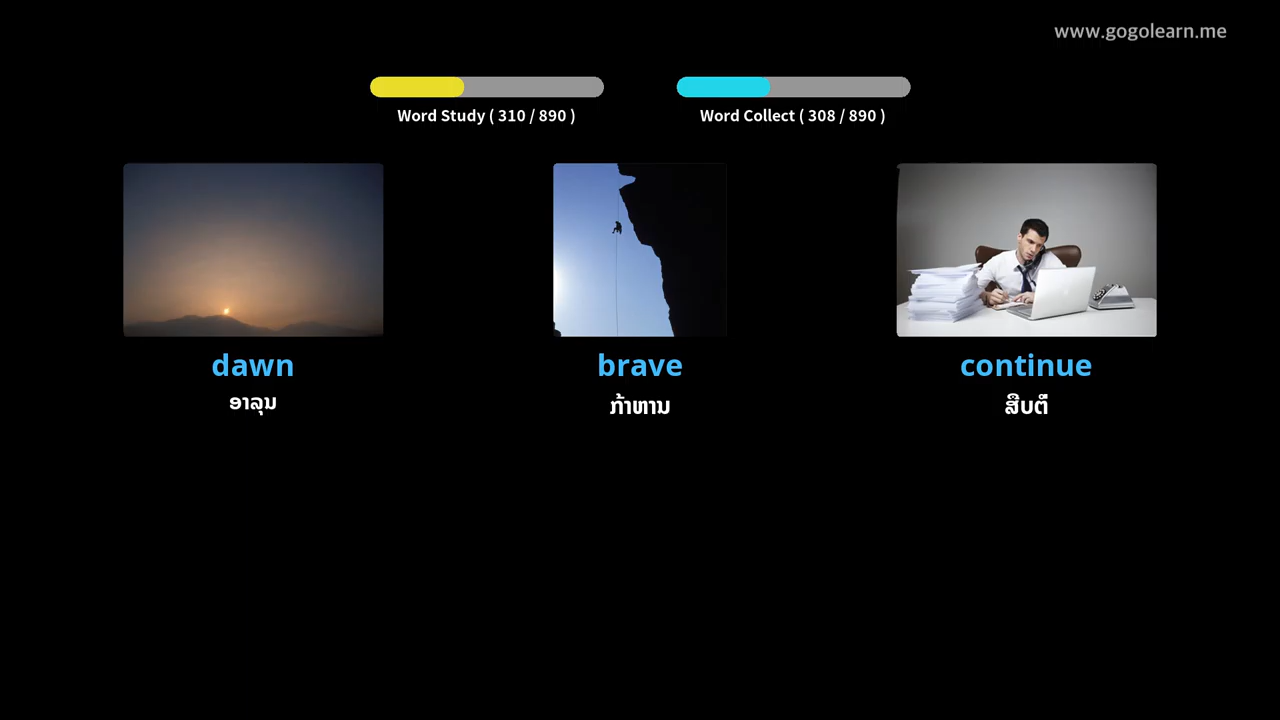 www.gogolearn.me
Word Study ( 310 / 890 )
Word Collect ( 308 / 890 )
dawn
brave
continue
ອາລຸນ
ກ້າຫານ
ສືບຕໍ່